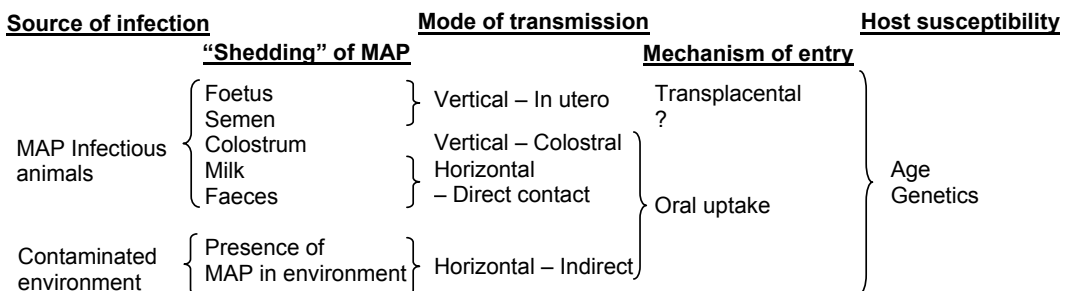 Source of infection
Mode of transmission
Host susceptibility
“Shedding” of MAP
Mechanism of entry
Foetus
Semen
Colostrum
Milk
Faeces
MAP Infectious
animals
Vertical – In utero
Vertical – Colostral
Horizontal
– Direct contact
Transplacental
?
Oral uptake
Age
Genetics
Contaminated
environment
Presence of
MAP in environment
Horizontal – Indirect